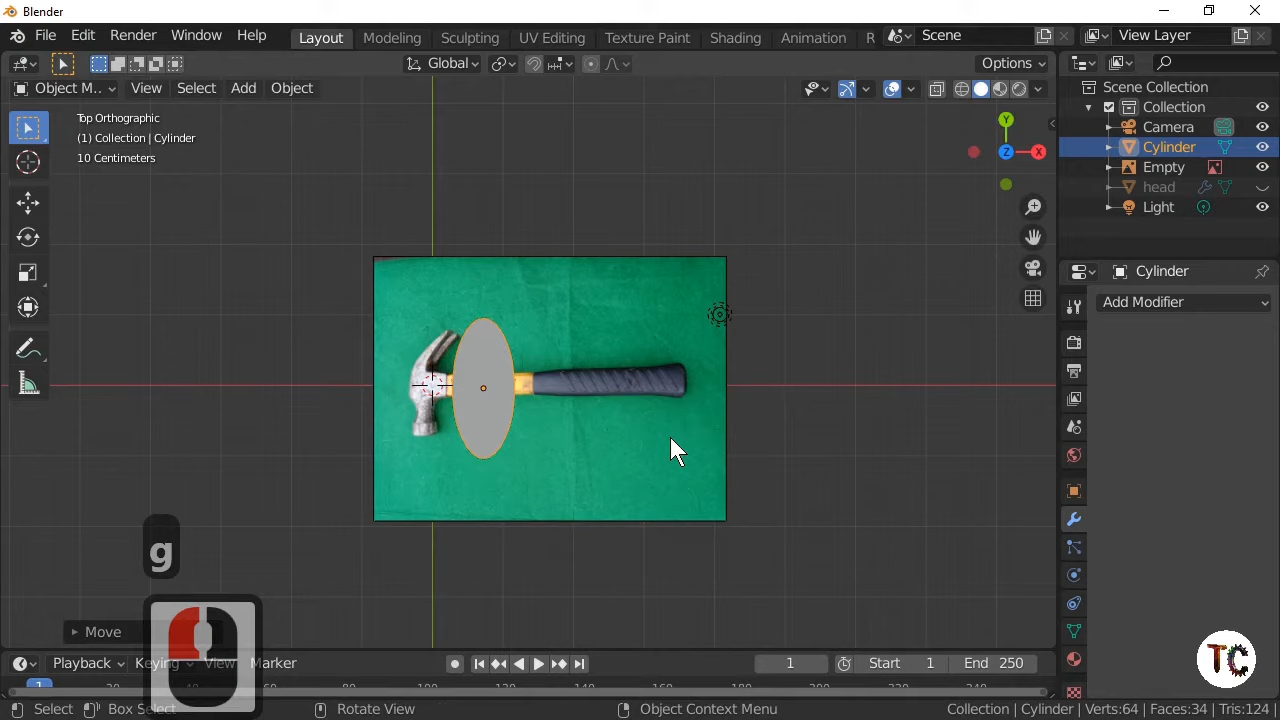 Blender
File Edit Render Window Help
Layout Modeling Sculpting UV Editing Texture Paint Shading Animation R
Scene
View Layer
Global
Options
Object M...
View Select Add Object
Top Orthographic
(1) Collection | Cylinder
10 Centimeters
Y
Z
X
Scene Collection
Collection
Camera
Cylinder
Empty
head
Light
Cylinder
Add Modifier
g
Move
TC
Playback Keying View Marker
1
Start 1
End 250
1
Select
Box Select
Rotate View
Object Context Menu
Collection | Cylinder | Verts:64 | Faces:34 | Tris:124 |